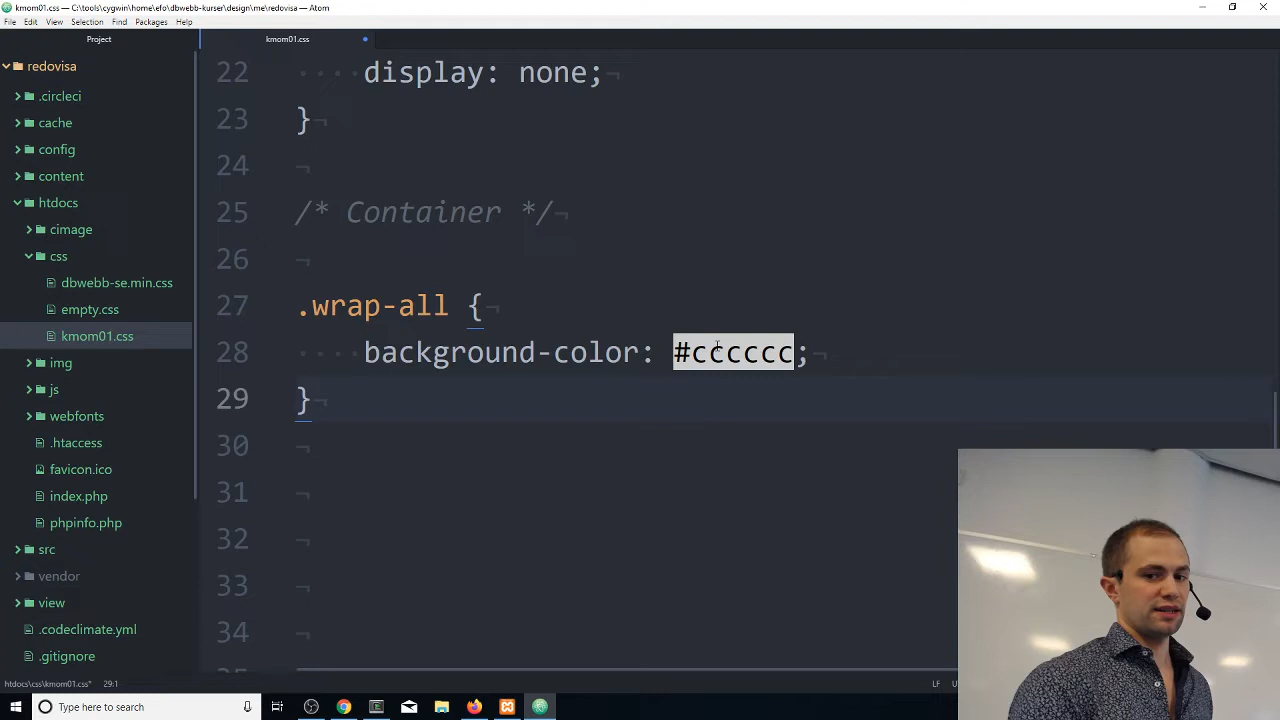 kmom01.css — C:\tools\cygwin\home\efo\dbwebb-kurser\design\me\redovisa — Atom
File Edit View Selection Find Packages Help
Project
kmom01.css
redovisa
.circleci
cache
config
content
htdocs
cimage
css
dbwebb-se.min.css
empty.css
kmom01.css
img
js
webfonts
.htaccess
favicon.ico
index.php
phpinfo.php
src
vendor
view
.codeclimate.yml
.gitignore
22 display: none;
23 }
24
25 /* Container */
26
27 .wrap-all {
28 background-color: #cccccc;
29 }
30
31
32
33
34
htdocs\css\kmom01.css* 29:1
LF
Type here to search